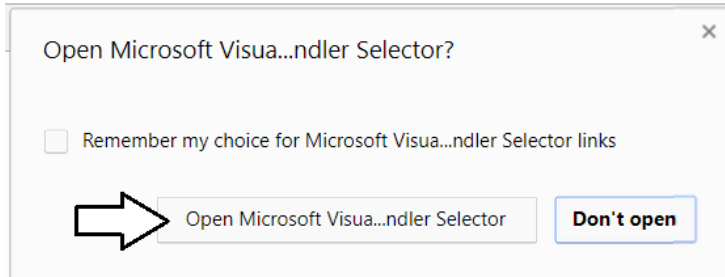 Open Microsoft Visua...ndler Selector?
Remember my choice for Microsoft Visua...ndler Selector links
Open Microsoft Visua...ndler Selector
Don't open